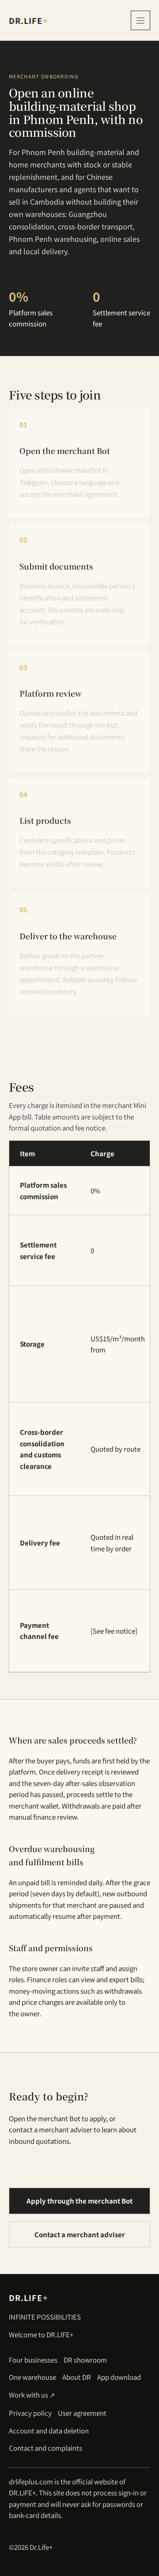 DR.LIFE+
MERCHANT ONBOARDING
Open an online
building-material shop
in Phnom Penh, with no
commission
For Phnom Penh building-material and
home merchants with stock or stable
replenishment, and for Chinese
manufacturers and agents that want to
sell in Cambodia without building their
own warehouses: Guangzhou
consolidation, cross-border transport,
Phnom Penh warehousing, online sales
and local delivery.
0%
Platform sales
commission
0
Settlement service
fee
Five steps to join
01
Open the merchant Bot
Open @DrLifeMerchantBot in
Telegram, choose a language and
accept the merchant agreement.
02
Submit documents
Business licence, responsible person's
identification and settlement
account. Documents are used only
for verification.
03
Platform review
Operations verifies the documents and
sends the result through the Bot,
requests for additional documents
state the reason.
04
List products
Complete specifications and prices
from the category template. Products
become visible after review.
05
Deliver to the warehouse
Deliver goods to the partner
warehouse through a warehouse
appointment. Sellable quantity follows
received inventory.
Fees
Every charge is itemised in the merchant Mini
App bill. Table amounts are subject to the
formal quotation and fee notice.
Item Charge
Platform sales
commission
0%
Settlement
service fee
0
Storage
US$15/m³/month
from
Cross-border
consolidation
and customs
clearance
Quoted by route
Delivery fee
Quoted in real
time by order
Payment
channel fee
[See fee notice]
When are sales proceeds settled?
After the buyer pays, funds are first held by the
platform. Once delivery receipt is reviewed
and the seven-day after-sales observation
period has passed, proceeds settle to the
merchant wallet. Withdrawals are paid after
manual finance review.
Overdue warehousing
and fulfilment bills
An unpaid bill is reminded daily. After the grace
period (seven days by default), new outbound
shipments for that merchant are paused and
automatically resume after payment.
Staff and permissions
The store owner can invite staff and assign
roles. Finance roles can view and export bills;
money-moving actions such as withdrawals
and price changes are available only to
the owner.
Ready to begin?
Open the merchant Bot to apply, or
contact a merchant adviser to learn about
inbound quotations.
Apply through the merchant Bot
Contact a merchant adviser
DR.LIFE+
INFINITE POSSIBILITIES
Welcome to DR.LIFE+
Four businesses DR showroom
One warehouse About DR App download
Work with us ↗
Privacy policy User agreement
Account and data deletion
Contact and complaints
drlifeplus.com is the official website of
DR.LIFE+. This site does not process sign-in or
payment and will never ask for passwords or
bank-card details.
©2026 Dr.Life+